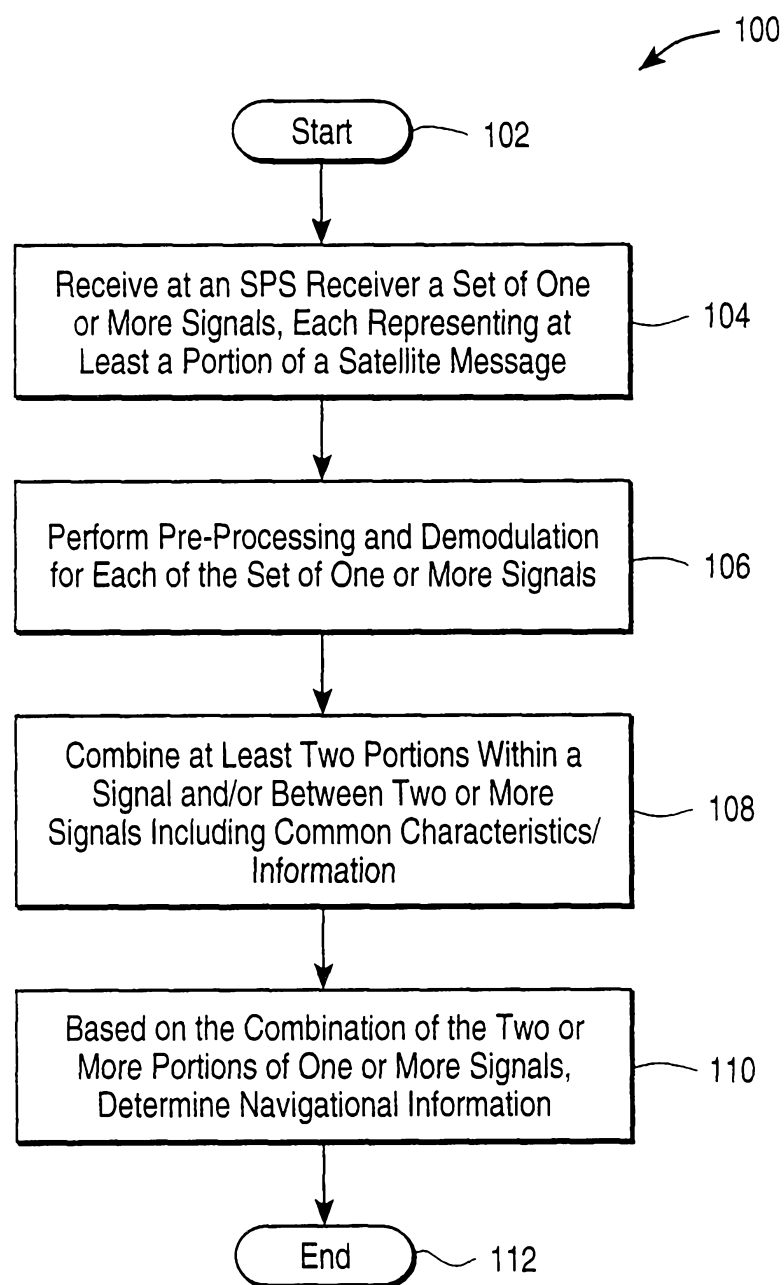 100
Start
102
Receive at an SPS Receiver a Set of One
or More Signals, Each Representing at
Least a Portion of a Satellite Message
104
Perform Pre-Processing and Demodulation
for Each of the Set of One or More Signals
106
Combine at Least Two Portions Within a
Signal and/or Between Two or More
Signals Including Common Characteristics/
Information
108
Based on the Combination of the Two or
More Portions of One or More Signals,
Determine Navigational Information
110
End
112